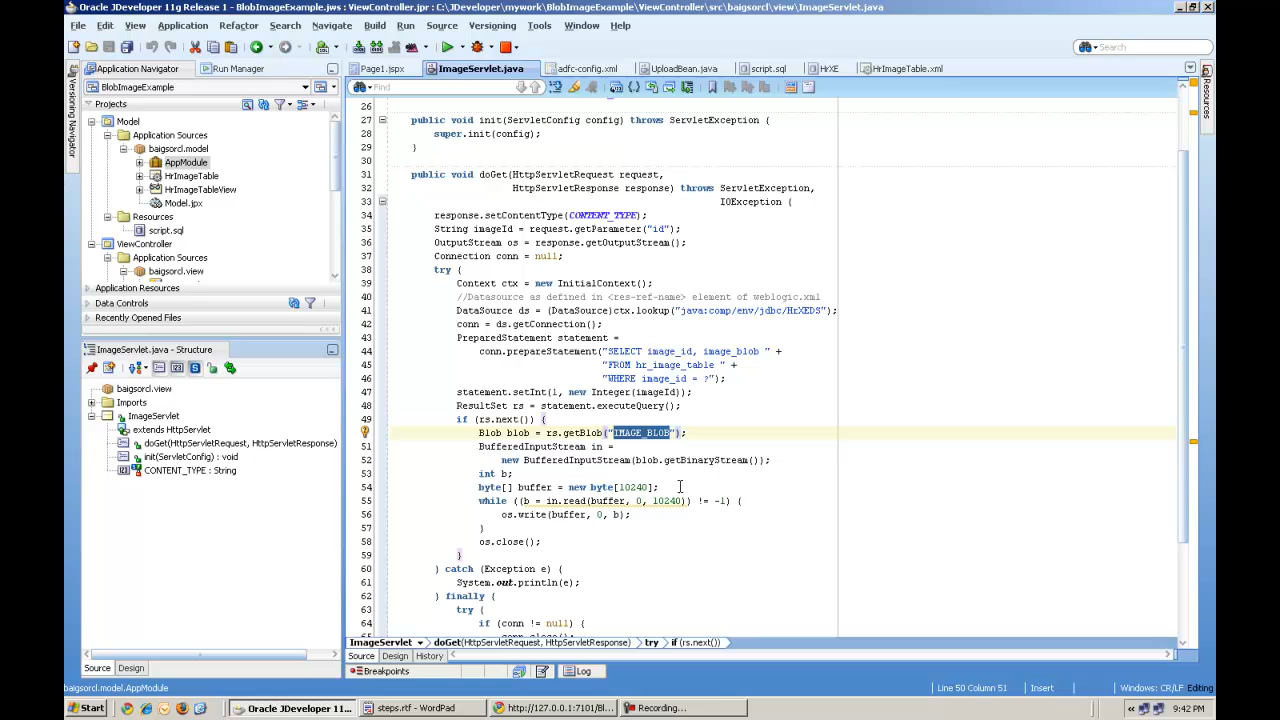 Oracle JDeveloper 11g Release 1 - BlobImageExample.jws : ViewController.jpr : C:\JDeveloper\mywork\BlobImageExample\ViewController\src\baigsorcl\view\ImageServlet.java
File Edit View Application Refactor Search Navigate Build Run Source Versioning Tools Window Help
Search
Application Navigator Run Manager
Page1.jspx ImageServlet.java adfc-config.xml UploadBean.java script.sql HrXE HrImageTable.xml
BlobImageExample
Find
Versioning Navigator
Resources
Projects
Model
Application Sources
baigsorcl.model
AppModule
HrImageTable
HrImageTableView
Model.jpx
Resources
script.sql
ViewController
Application Sources
baigsorcl.view
Application Resources
Data Controls
Recently Opened Files
ImageServlet.java - Structure
baigsorcl.view
Imports
ImageServlet
extends HttpServlet
doGet(HttpServletRequest, HttpServletResponse)
init(ServletConfig) : void
CONTENT_TYPE : String
Source Design
26
27 public void init(ServletConfig config) throws ServletException {
28 super.init(config);
29 }
30
31 public void doGet(HttpServletRequest request,
32 HttpServletResponse response) throws ServletException,
33 IOException {
34 response.setContentType(CONTENT_TYPE);
35 String imageId = request.getParameter("id");
36 OutputStream os = response.getOutputStream();
37 Connection conn = null;
38 try {
39 Context ctx = new InitialContext();
40 //Datasource as defined in <res-ref-name> element of weblogic.xml
41 DataSource ds = (DataSource)ctx.lookup("java:comp/env/jdbc/HrXEDS");
42 conn = ds.getConnection();
43 PreparedStatement statement =
44 conn.prepareStatement("SELECT image_id, image_blob " +
45 "FROM hr_image_table " +
46 "WHERE image_id = ?");
47 statement.setInt(1, new Integer(imageId));
48 ResultSet rs = statement.executeQuery();
49 if (rs.next()) {
Blob blob = rs.getBlob("IMAGE_BLOB");
51 BufferedInputStream in =
52 new BufferedInputStream(blob.getBinaryStream());
53 int b;
54 byte[] buffer = new byte[10240];
55 while ((b = in.read(buffer, 0, 10240)) != -1) {
56 os.write(buffer, 0, b);
57 }
58 os.close();
59 }
60 } catch (Exception e) {
61 System.out.println(e);
62 } finally {
63 try {
64 if (conn != null) {
ImageServlet doGet(HttpServletRequest, HttpServletResponse) try if (rs.next())
Source Design History
Breakpoints Log
baigsorcl.model.AppModule Line 50 Column 51 Insert Windows: CR/LF Editing
Start Oracle JDeveloper 11... steps.rtf - WordPad http://127.0.0.1:7101/Bl... Recording... 9:42 PM